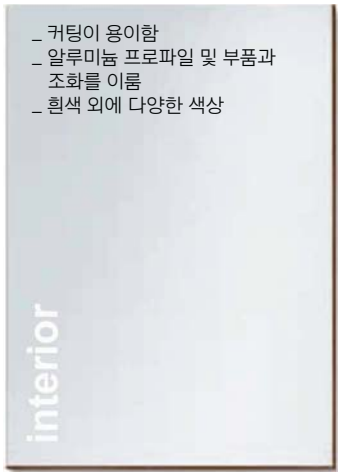 _ 커팅이 용이함
_ 알루미늄 프로파일 및 부품과
조화를 이룸
_ 흰색 외에 다양한 색상
interior